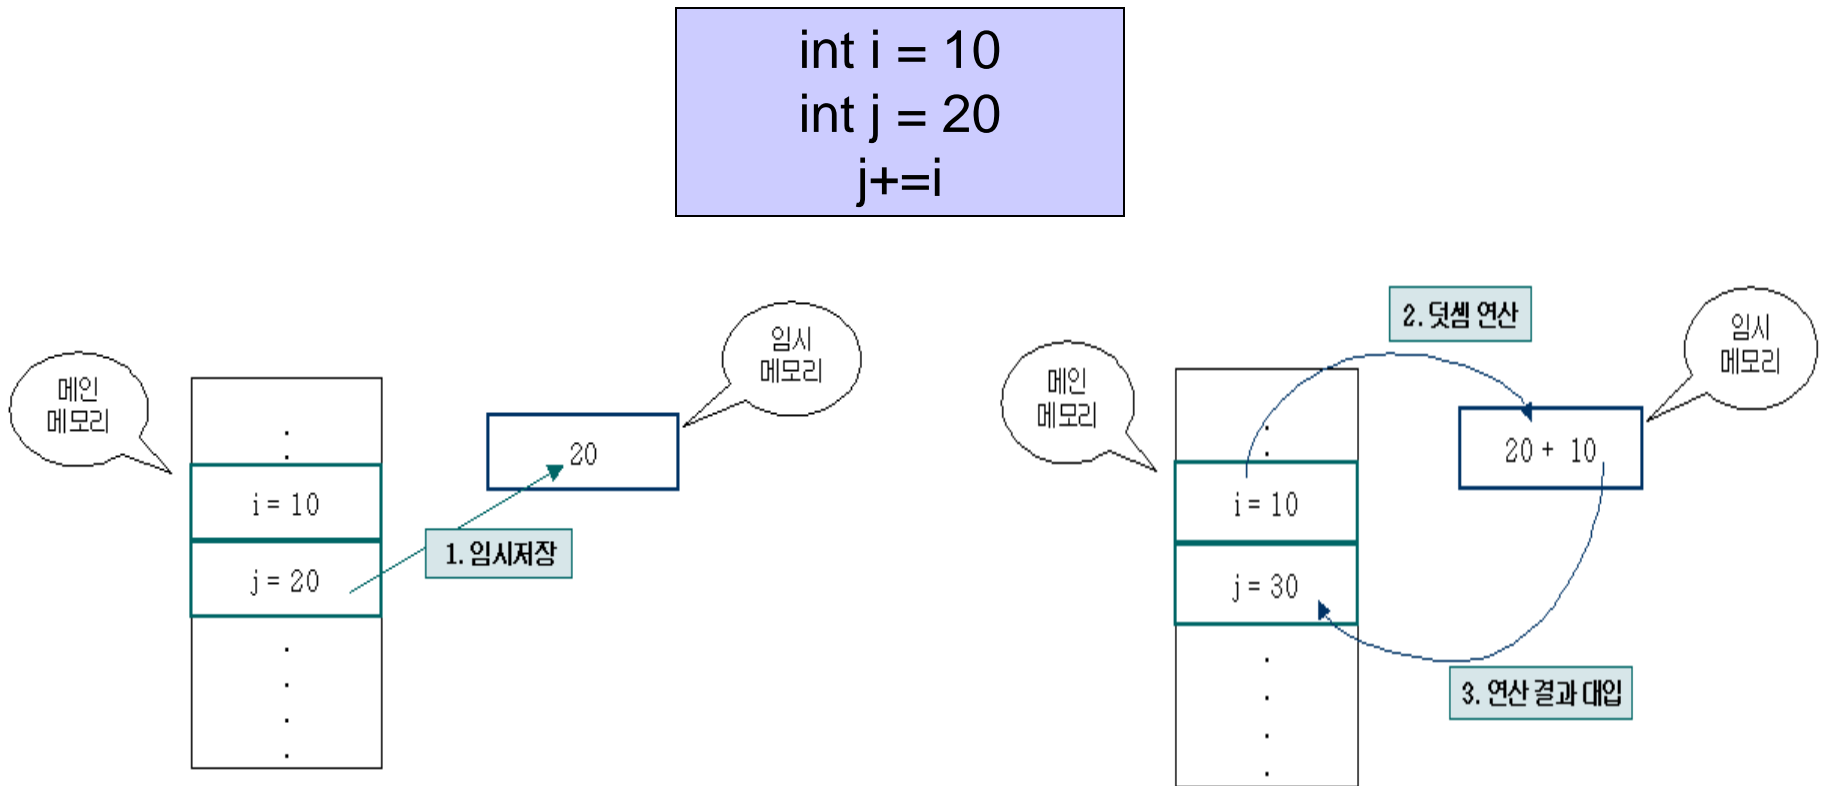 int i = 10
int j = 20
j+=i
메인
메모리
i = 10
j = 20
1. 임시저장
20
임시
메모리
메인
메모리
i = 10
j = 30
2. 덧셈 연산
20 + 10
임시
메모리
3. 연산 결과 대입